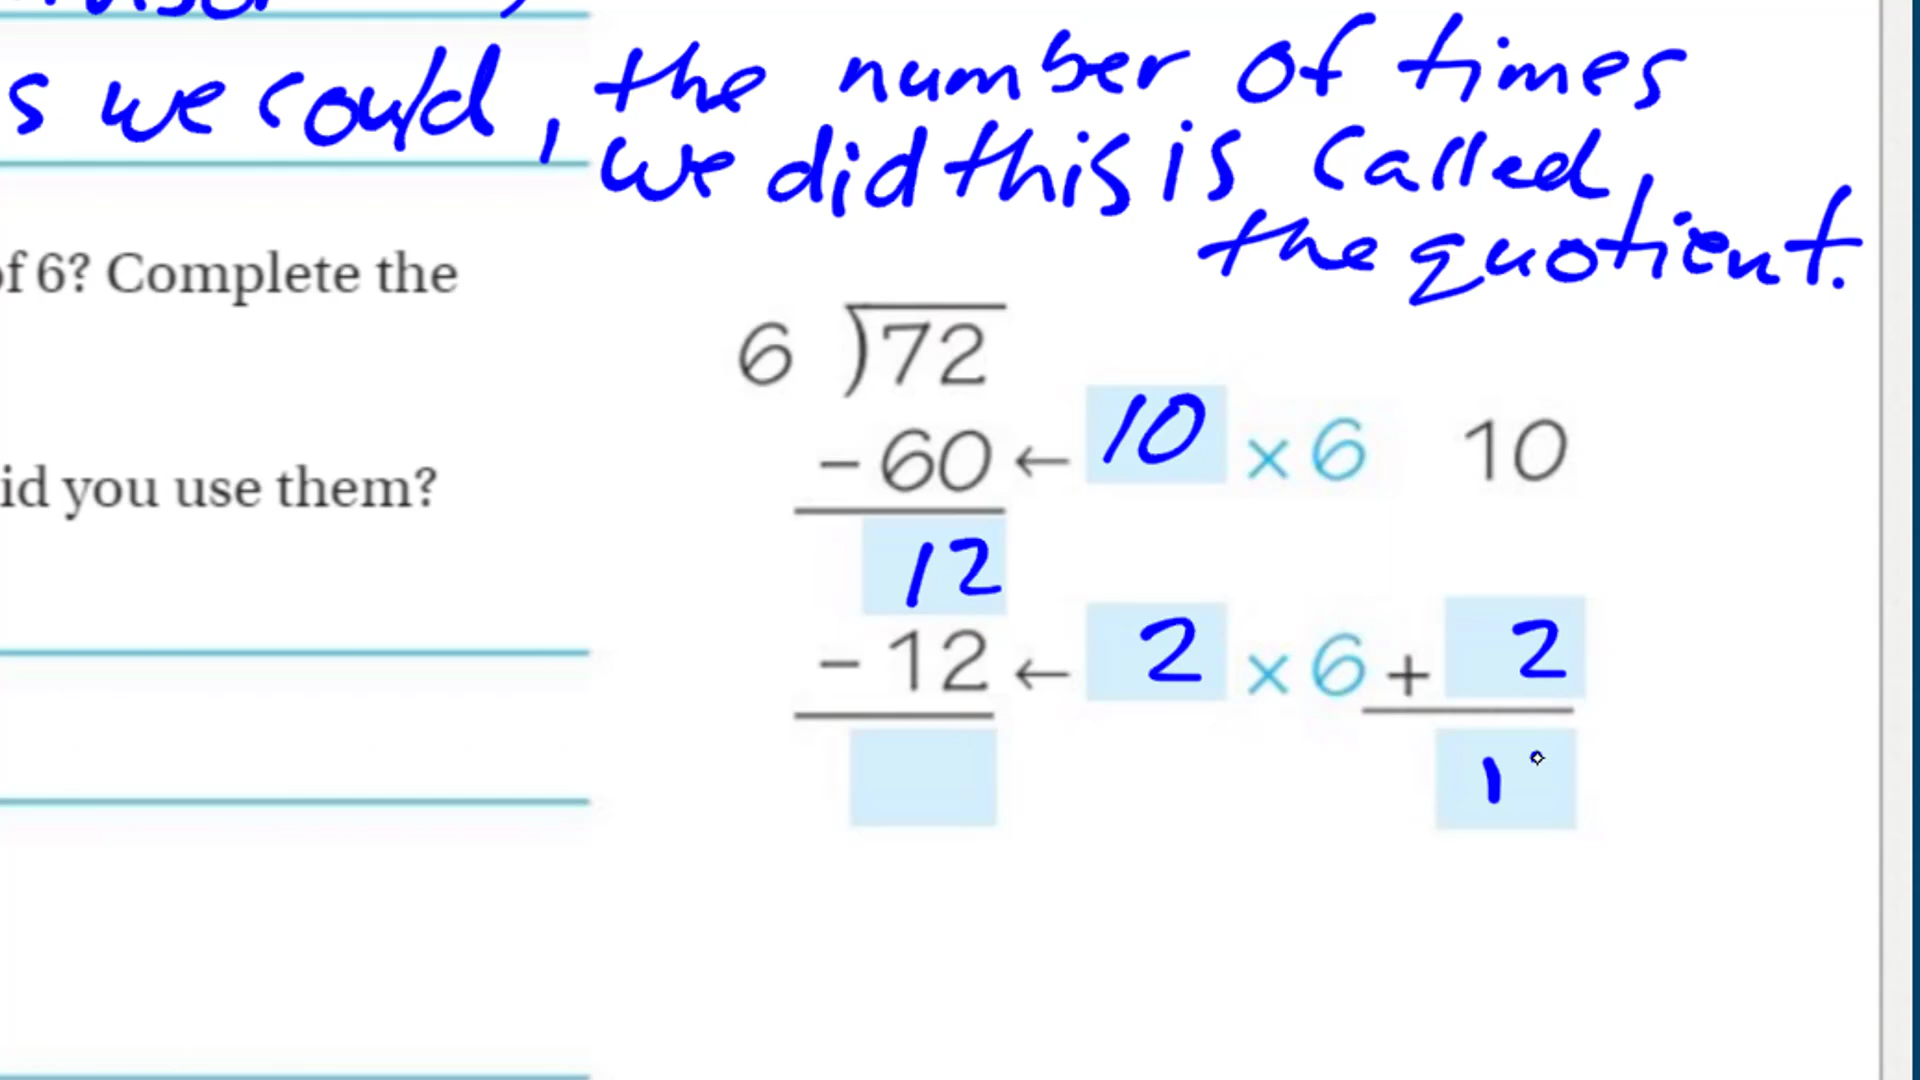 s we could, the number of times
we did this is called
the quotient.
of 6? Complete the
6 )72
-60 ← 10 × 6 10
id you use them?
12
-12 ← 2 × 6 + 2
1